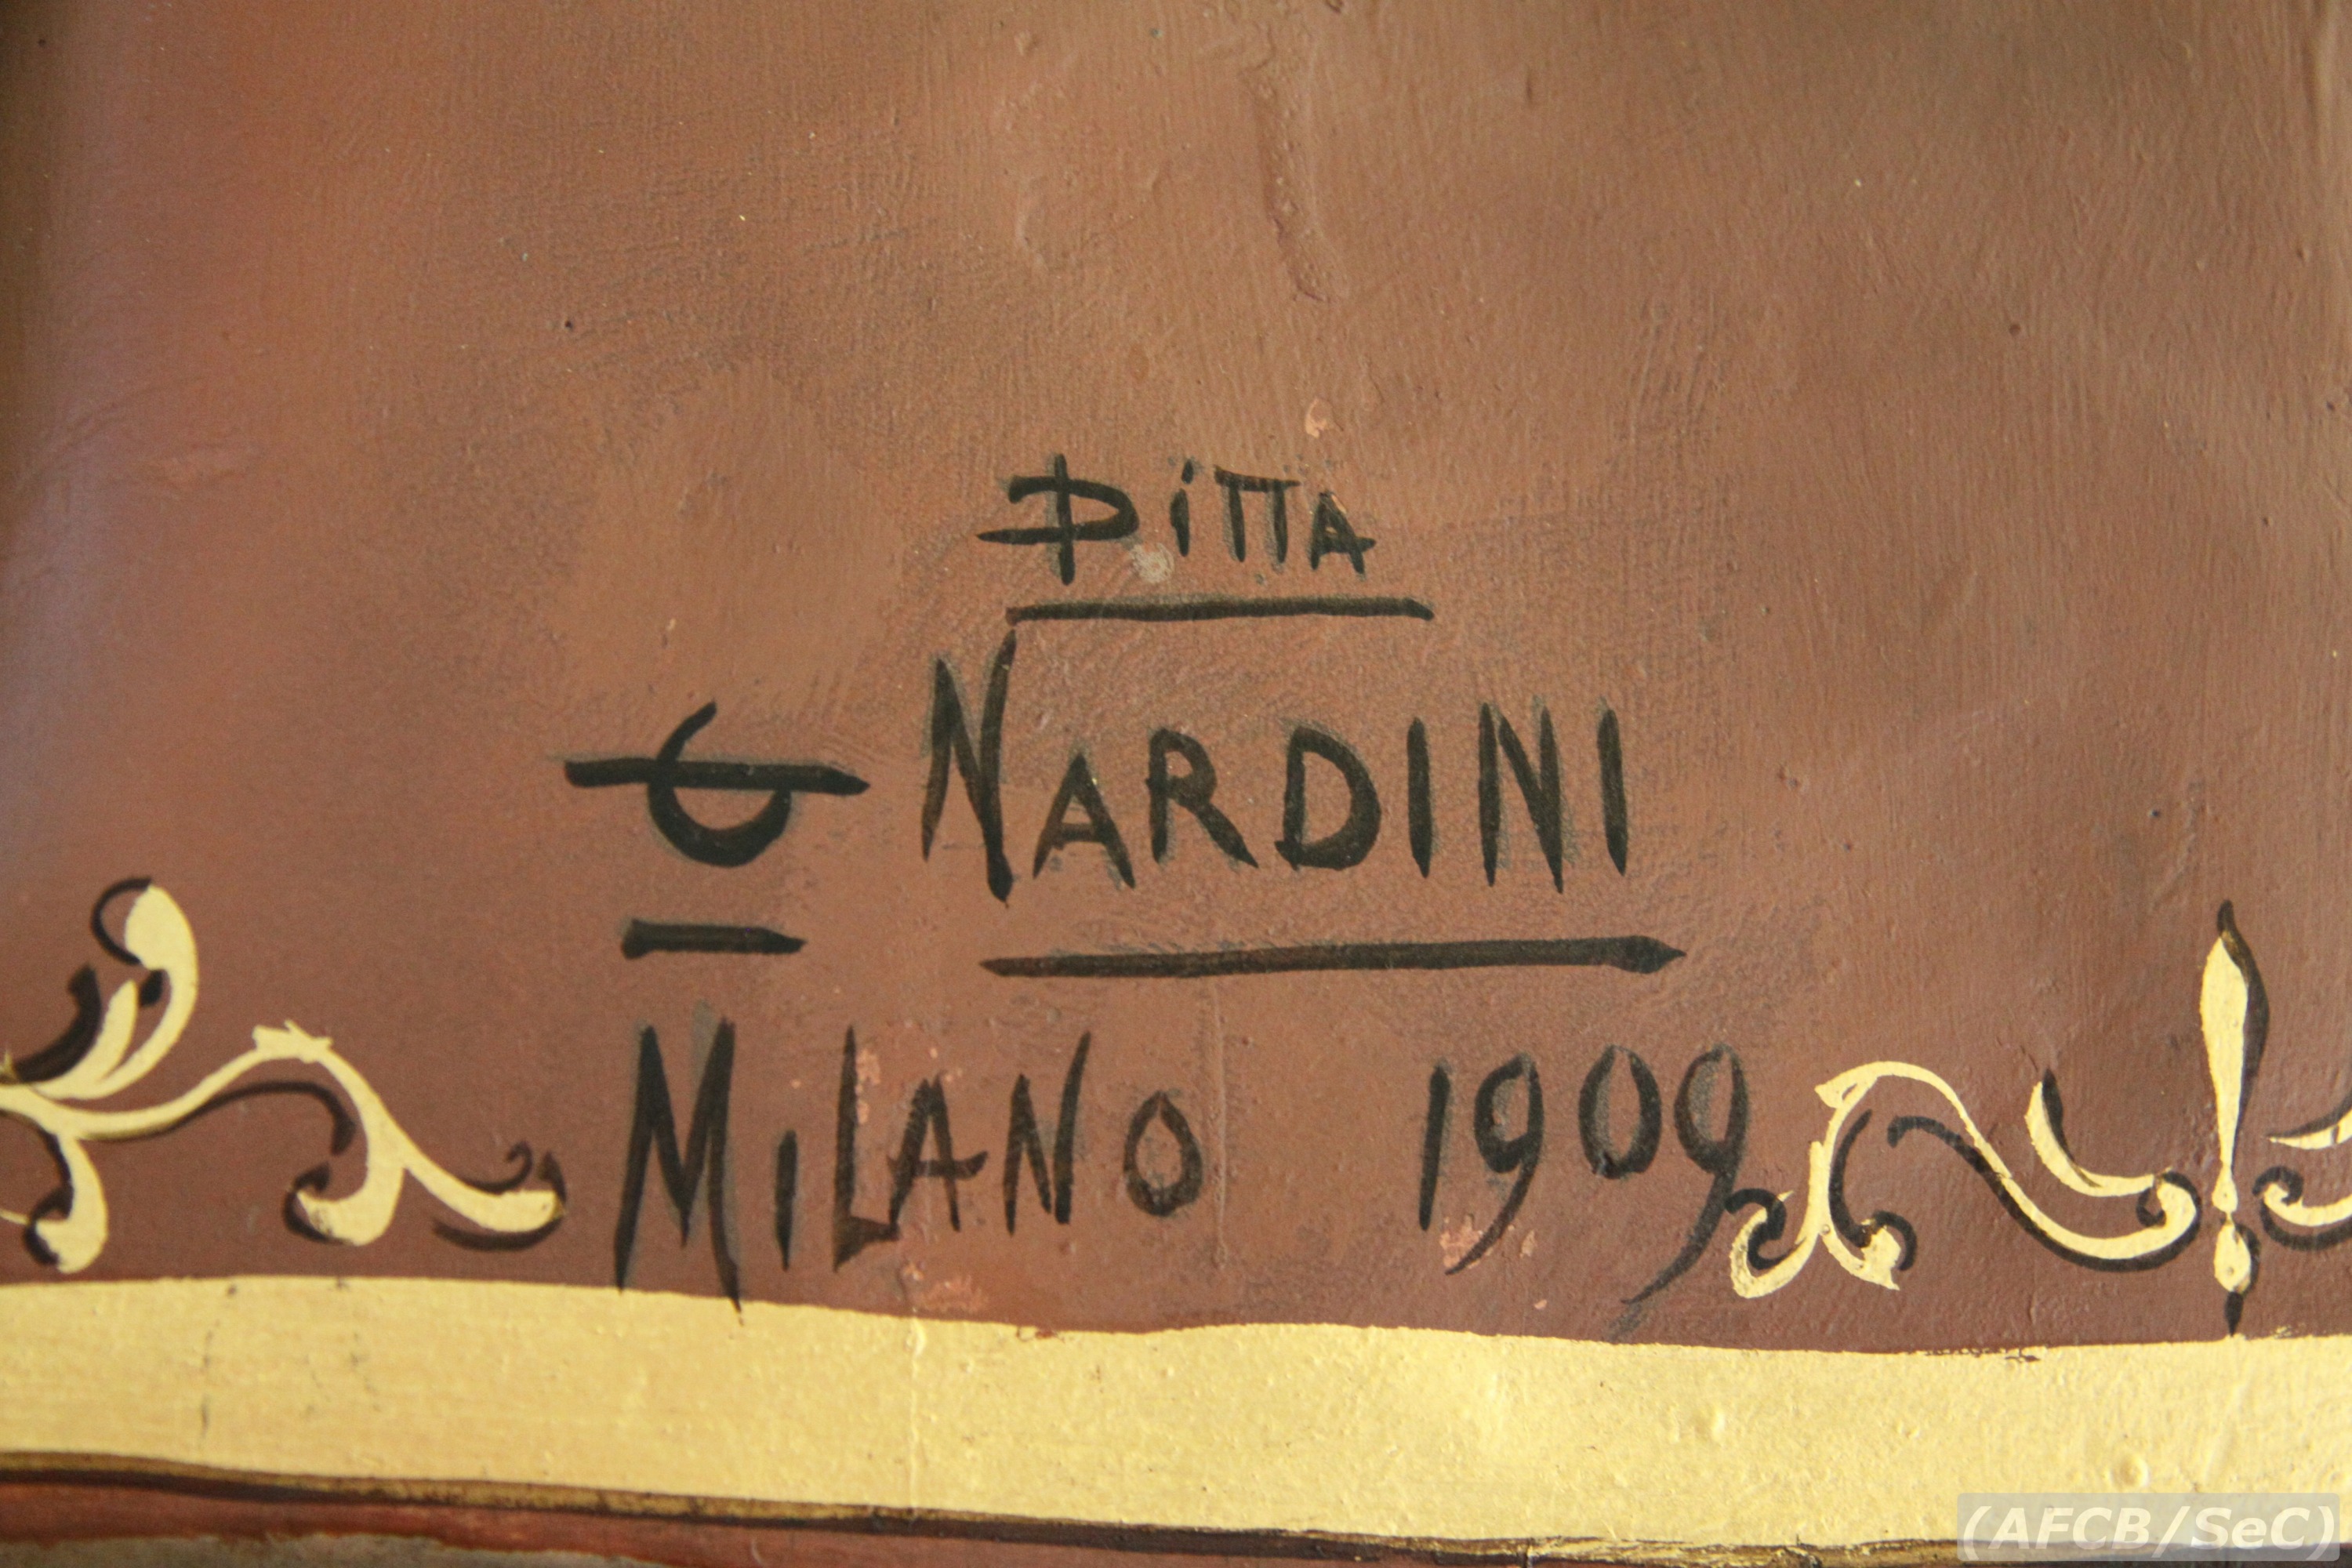 DiTTA
C NARDINI
MiLANO 1909
(AFCB/SeC)